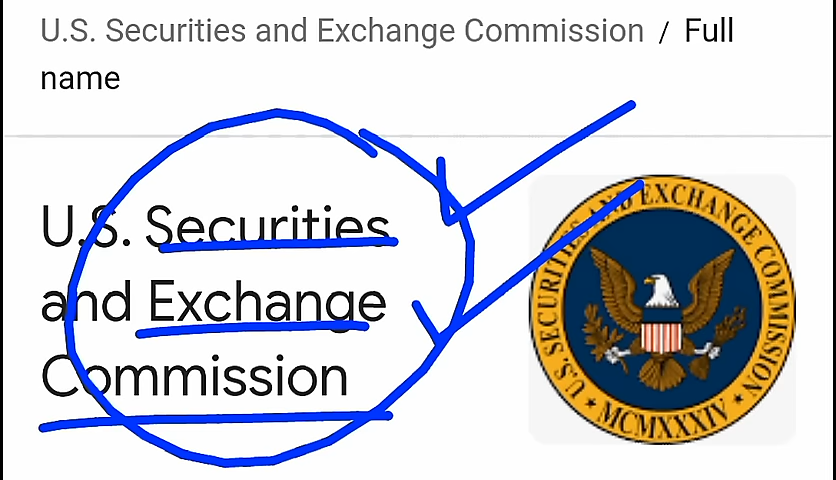 U.S. Securities and Exchange Commission / Full
name
U.S. Securities
and Exchange
Commission
U.S. SECURITIES AND EXCHANGE COMMISSION
★ MCMXXXIV ★